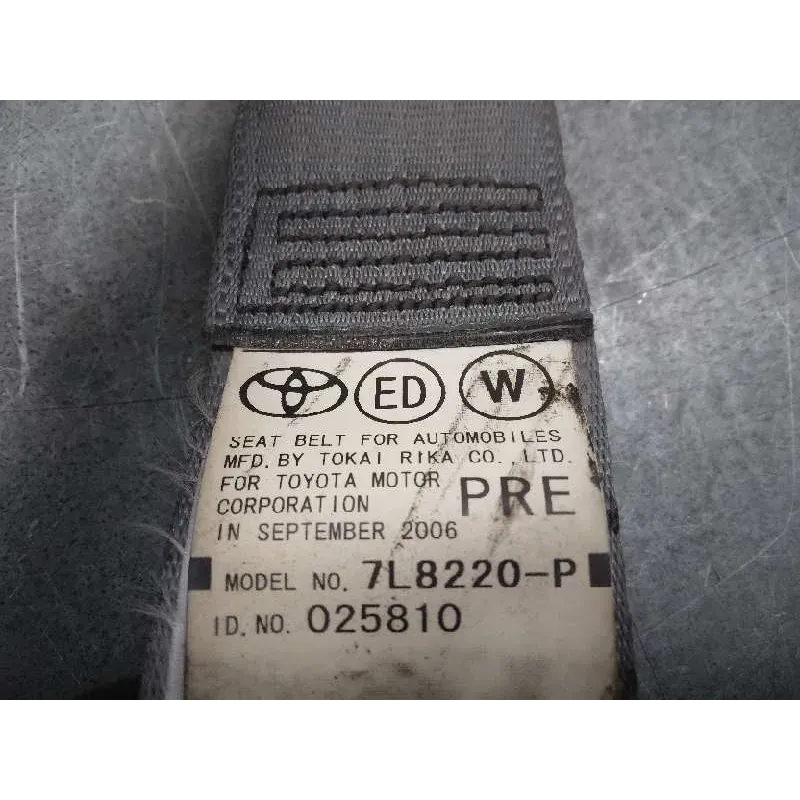 ED W
SEAT BELT FOR AUTOMOBILES
MFD. BY TOKAI RIKA CO., LTD.
FOR TOYOTA MOTOR
CORPORATION PRE
IN SEPTEMBER 2006
MODEL NO. 7L8220-P
ID. NO. 025810